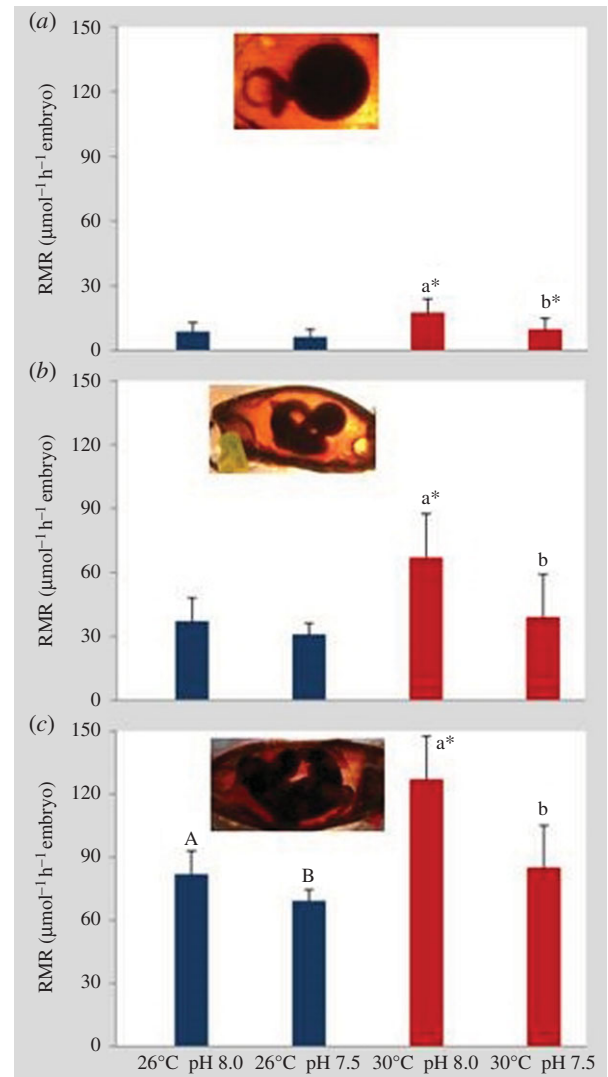 (a)
150
120
90
60
30
0
RMR (µmol⁻¹ h⁻¹ embryo)
a*
b*
(b)
150
120
90
60
30
0
RMR (µmol⁻¹ h⁻¹ embryo)
a*
b
(c)
150
120
90
60
30
0
RMR (µmol⁻¹ h⁻¹ embryo)
A
B
a*
b
26°C pH 8.0 26°C pH 7.5 30°C pH 8.0 30°C pH 7.5